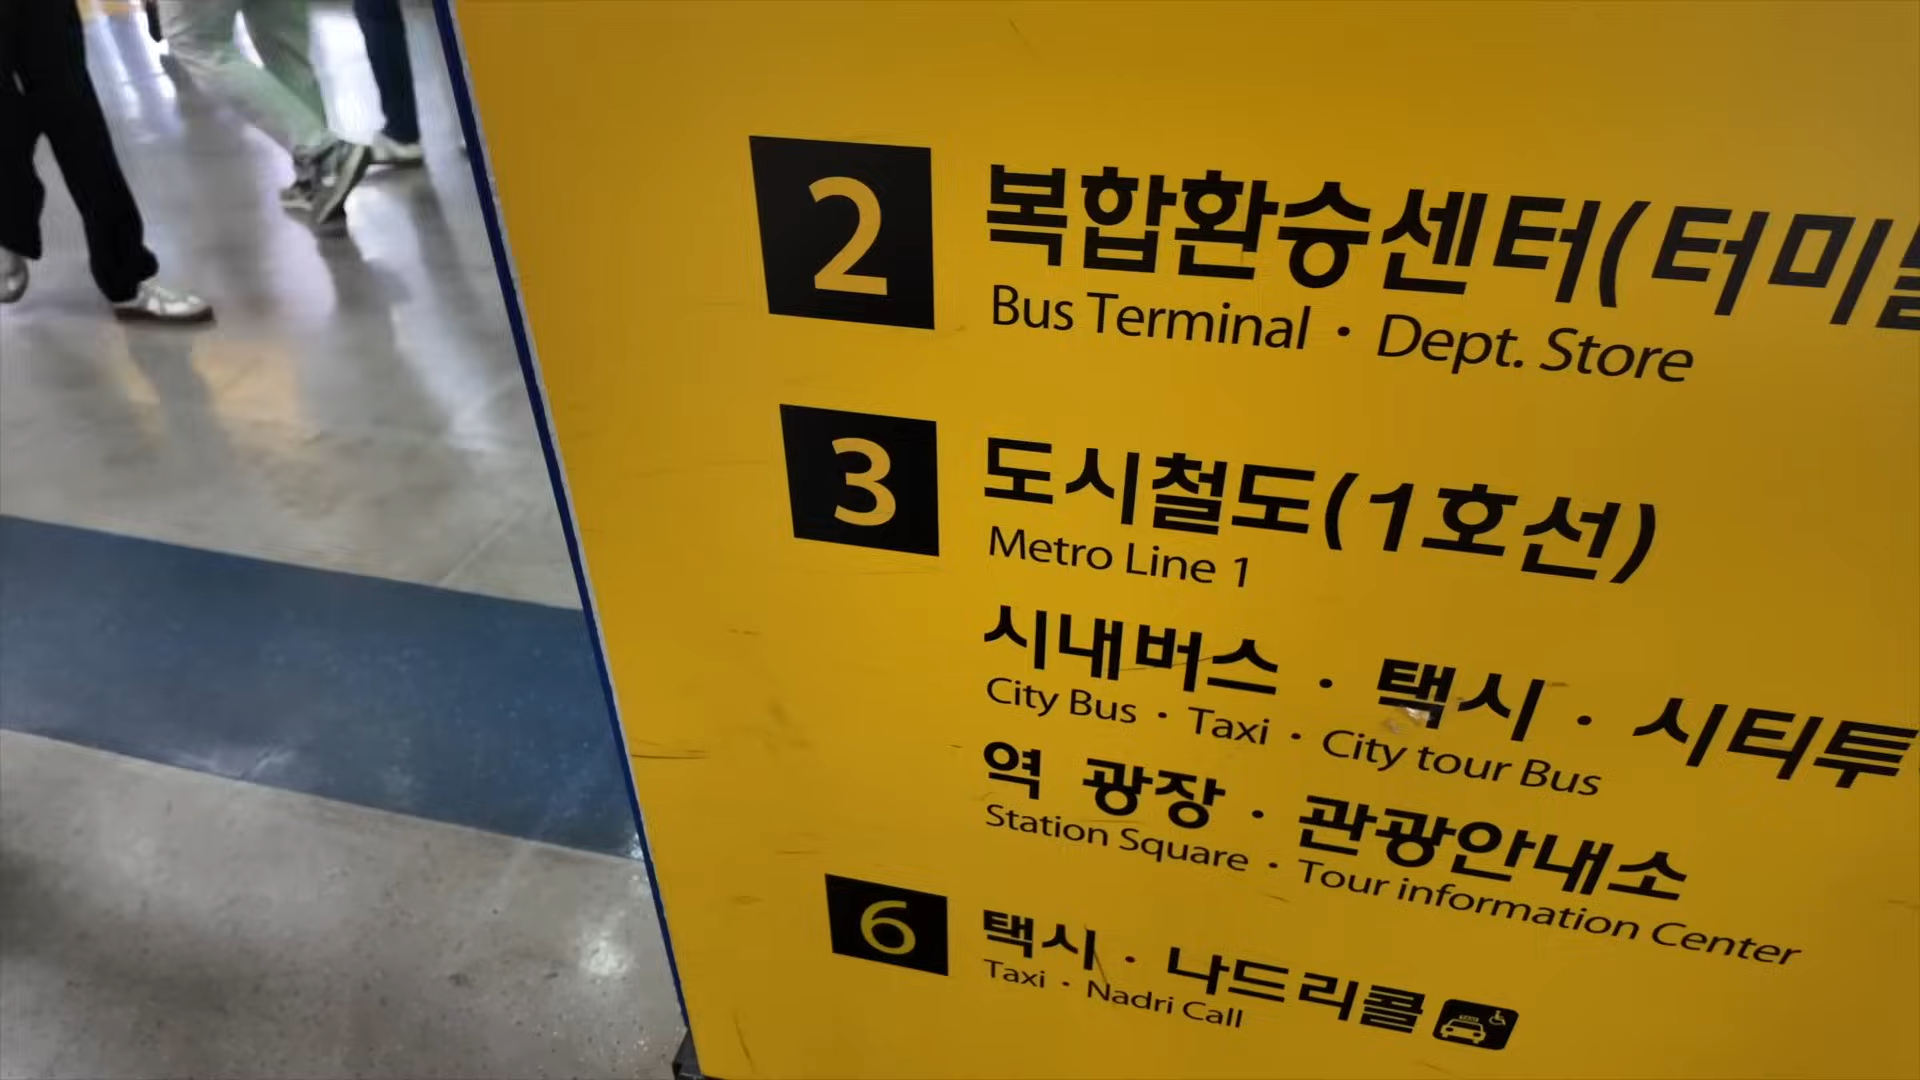 2 복합환승센터(터미
Bus Terminal · Dept. Store
3 도시철도(1호선)
Metro Line 1
시내버스 · 택시 · 시티투
City Bus · Taxi · City tour Bus
역 광장 · 관광안내소
Station Square · Tour information Center
6 택시 · 나드리콜
Taxi · Nadri Call
TAXI